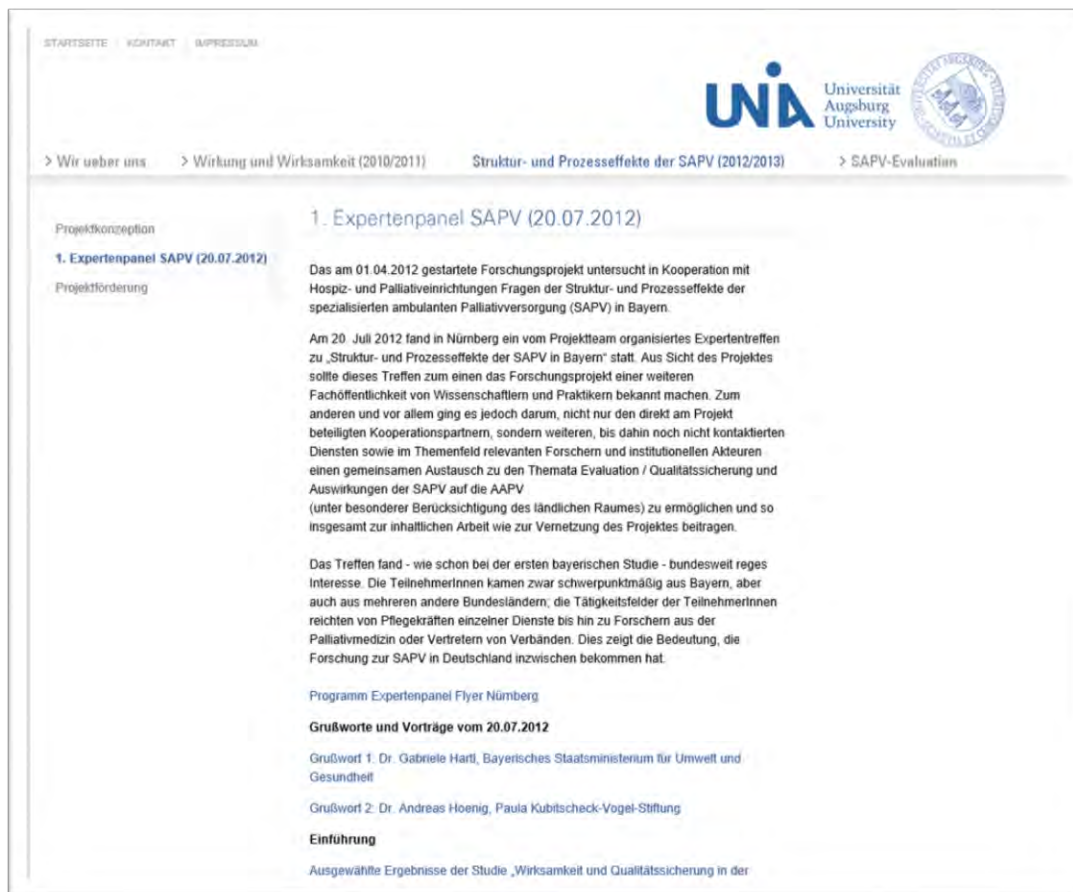 STARTSEITE | KONTAKT | IMPRESSUM
UNIA Universität
Augsburg
University
> Wir ueber uns > Wirkung und Wirksamkeit (2010/2011) Struktur- und Prozesseffekte der SAPV (2012/2013) > SAPV-Evaluation
Projektkonzeption
1. Expertenpanel SAPV (20.07.2012)
Projektförderung
1. Expertenpanel SAPV (20.07.2012)
Das am 01.04.2012 gestartete Forschungsprojekt untersucht in Kooperation mit
Hospiz- und Palliativeinrichtungen Fragen der Struktur- und Prozesseffekte der
spezialisierten ambulanten Palliativversorgung (SAPV) in Bayern.
Am 20. Juli 2012 fand in Nürnberg ein vom Projektteam organisiertes Expertentreffen
zu „Struktur- und Prozesseffekte der SAPV in Bayern“ statt. Aus Sicht des Projektes
sollte dieses Treffen zum einen das Forschungsprojekt einer weiteren
Fachöffentlichkeit von Wissenschaftlern und Praktikern bekannt machen. Zum
anderen und vor allem ging es jedoch darum, nicht nur den direkt am Projekt
beteiligten Kooperationspartnern, sondern weiteren, bis dahin noch nicht kontaktierten
Diensten sowie im Themenfeld relevanten Forschern und institutionellen Akteuren
einen gemeinsamen Austausch zu den Themata Evaluation / Qualitätssicherung und
Auswirkungen der SAPV auf die AAPV
(unter besonderer Berücksichtigung des ländlichen Raumes) zu ermöglichen und so
insgesamt zur inhaltlichen Arbeit wie zur Vernetzung des Projektes beitragen.
Das Treffen fand - wie schon bei der ersten bayerischen Studie - bundesweit reges
Interesse. Die TeilnehmerInnen kamen zwar schwerpunktmäßig aus Bayern, aber
auch aus mehreren andere Bundesländern; die Tätigkeitsfelder der TeilnehmerInnen
reichten von Pflegekräften einzelner Dienste bis hin zu Forschern aus der
Palliativmedizin oder Vertretern von Verbänden. Dies zeigt die Bedeutung, die
Forschung zur SAPV in Deutschland inzwischen bekommen hat.
Programm Expertenpanel Flyer Nürnberg
Grußworte und Vorträge vom 20.07.2012
Grußwort 1: Dr. Gabriele Hartl, Bayerisches Staatsministerium für Umwelt und
Gesundheit
Grußwort 2: Dr. Andreas Hoenig, Paula Kubitscheck-Vogel-Stiftung
Einführung
Ausgewählte Ergebnisse der Studie „Wirksamkeit und Qualitätssicherung in der